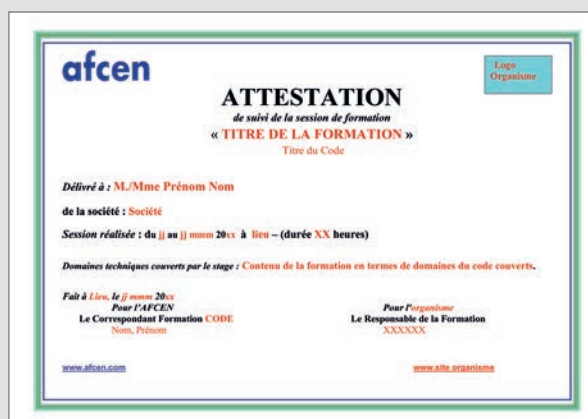 afcen
Logo
Organisme
ATTESTATION
de suivi de la session de formation
« TITRE DE LA FORMATION »
Titre du Code
Délivré à : M./Mme Prénom Nom
de la société : Société
Session réalisée : du jj au jj mmm 20xx à lieu – (durée XX heures)
Domaines techniques couverts par le stage : Contenu de la formation en termes de domaines du code couverts.
Fait à Lieu, le jj mmm 20xx
Pour l'AFCEN
Le Correspondant Formation CODE
Nom, Prénom
Pour l'organisme
Le Responsable de la Formation
XXXXXX
www.afcen.com
www.site organisme